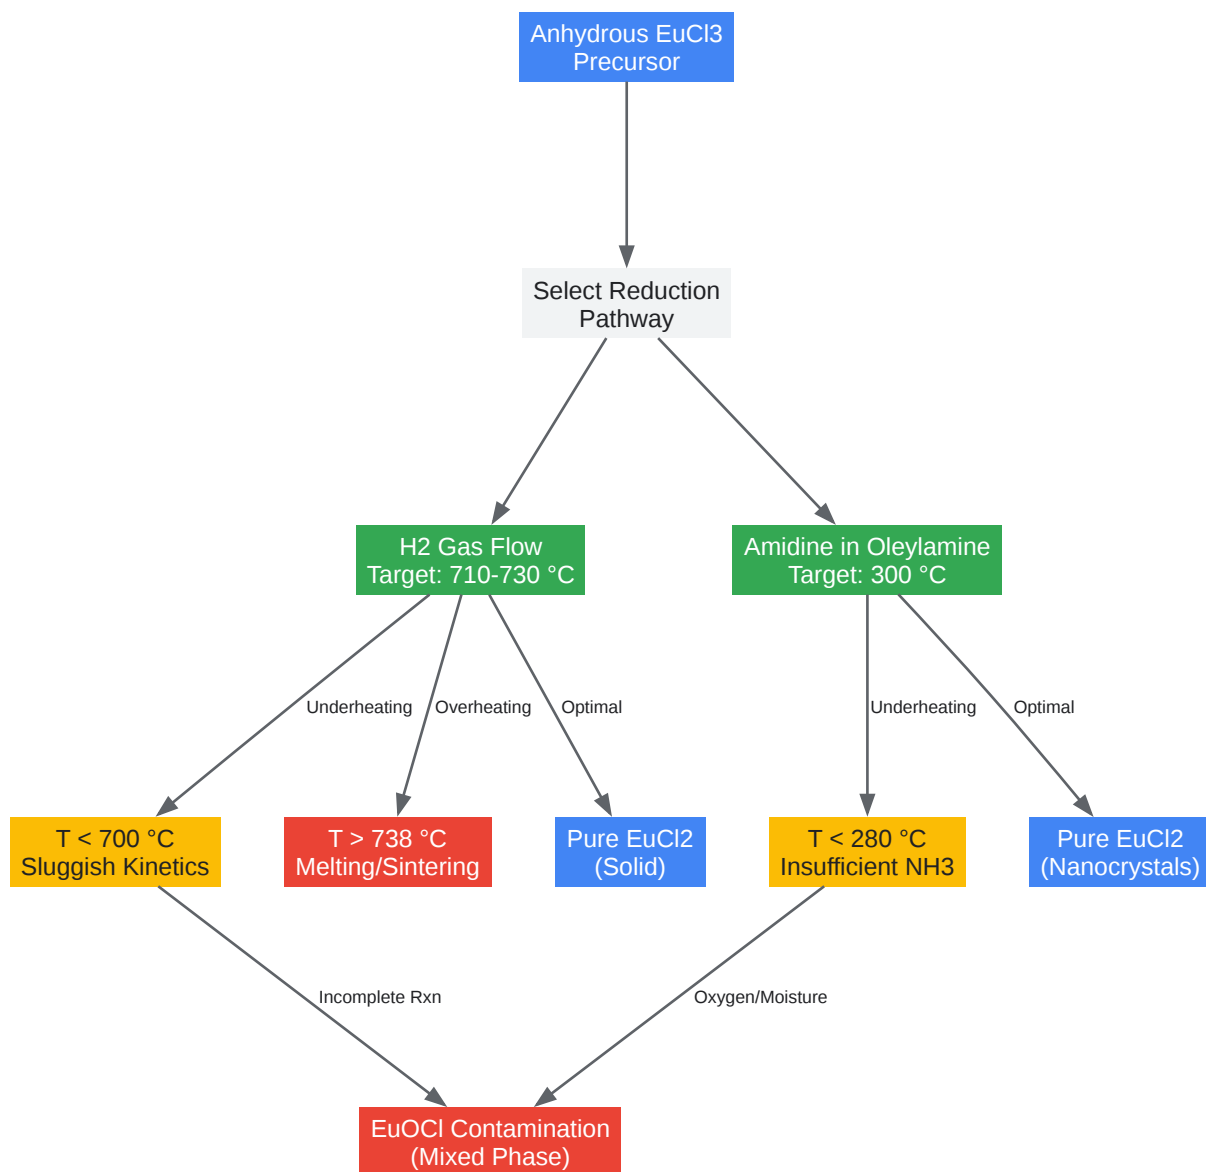 Anhydrous EuCl3
Precursor
Select Reduction
Pathway
H2 Gas Flow
Target: 710-730 °C
Amidine in Oleylamine
Target: 300 °C
Underheating
Overheating
Optimal
Underheating
Optimal
T < 700 °C
Sluggish Kinetics
T > 738 °C
Melting/Sintering
Pure EuCl2
(Solid)
T < 280 °C
Insufficient NH3
Pure EuCl2
(Nanocrystals)
Incomplete Rxn
Oxygen/Moisture
EuOCl Contamination
(Mixed Phase)